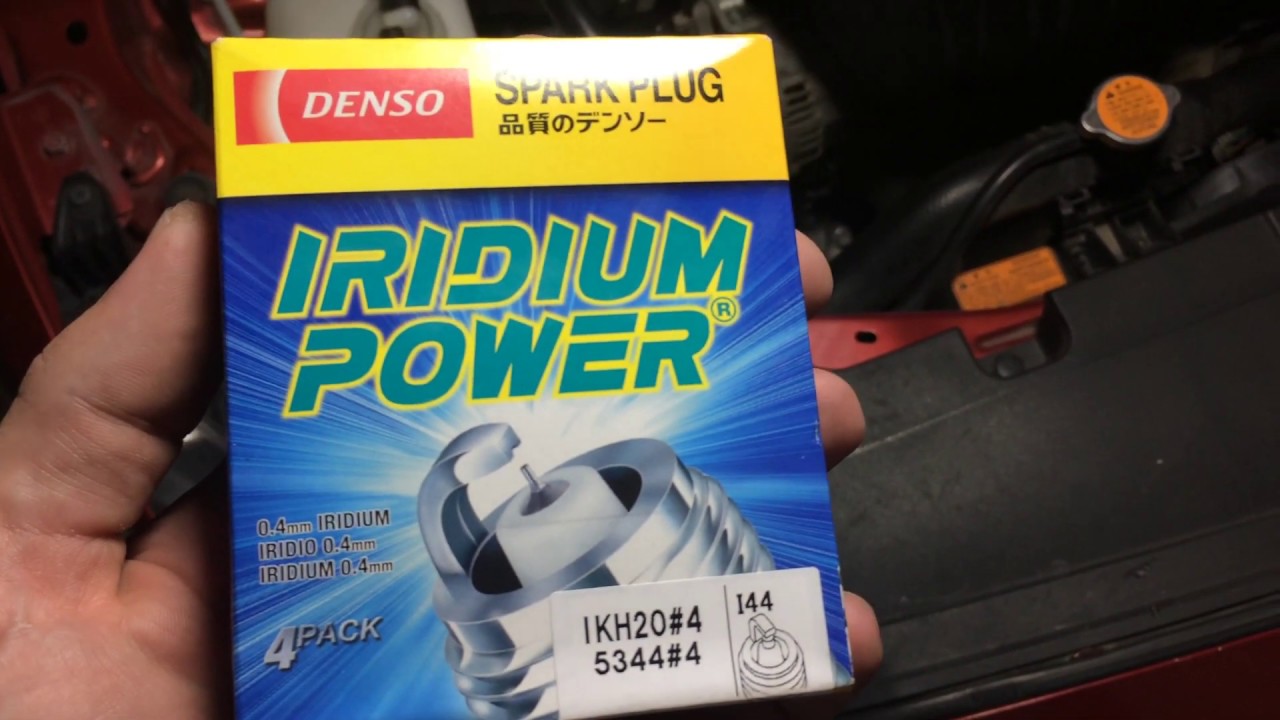 DENSO
SPARK PLUG
品質のデンソー
IRIDIUM
POWER®
0.4mm IRIDIUM
IRIDIO 0.4mm
IRIDIUM 0.4mm
4PACK
IKH20#4
5344#4
I44